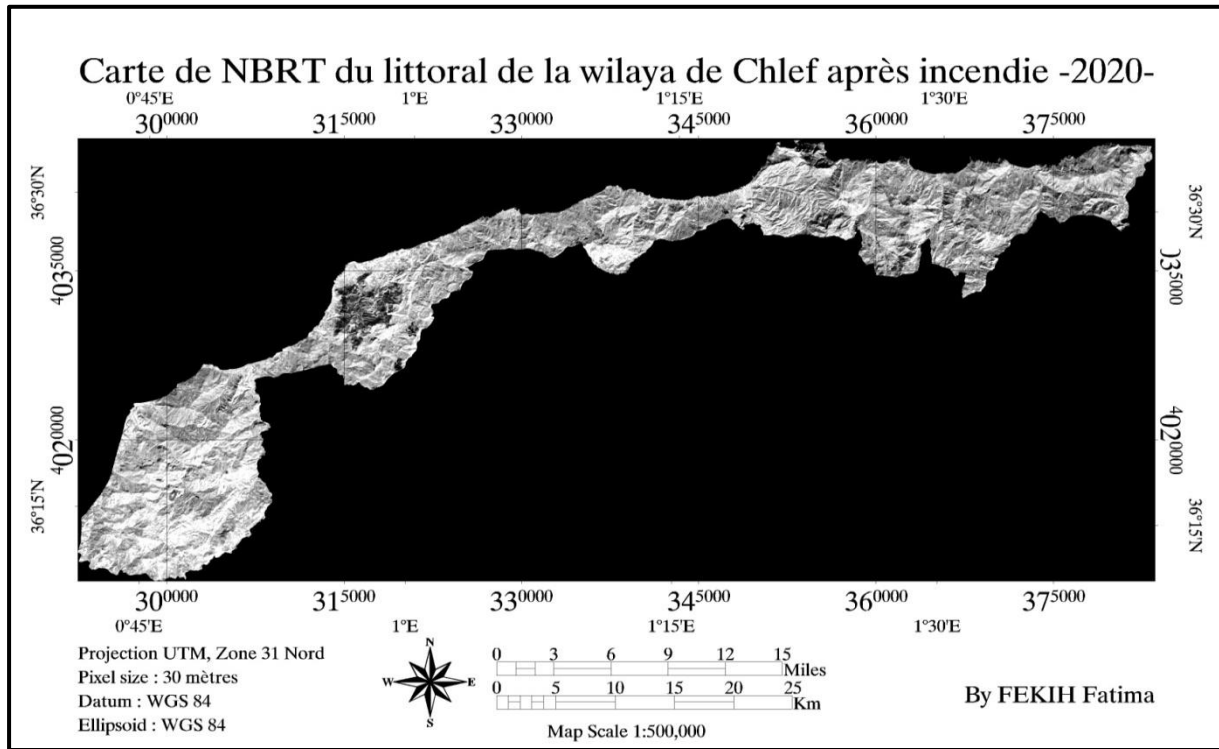 Carte de NBRT du littoral de la wilaya de Chlef après incendie -2020-
0°45'E 1°E 1°15'E 1°30'E
300000 315000 330000 345000 360000 375000
36°30'N 36°30'N
4035000 035000
4020000 4020000
36°15'N 36°15'N
300000 315000 330000 345000 360000 375000
0°45'E 1°E 1°15'E 1°30'E
Projection UTM, Zone 31 Nord
Pixel size : 30 mètres
Datum : WGS 84
Ellipsoid : WGS 84
N
W E
S
0 3 6 9 12 15
Miles
0 5 10 15 20 25
Km
Map Scale 1:500,000
By FEKIH Fatima